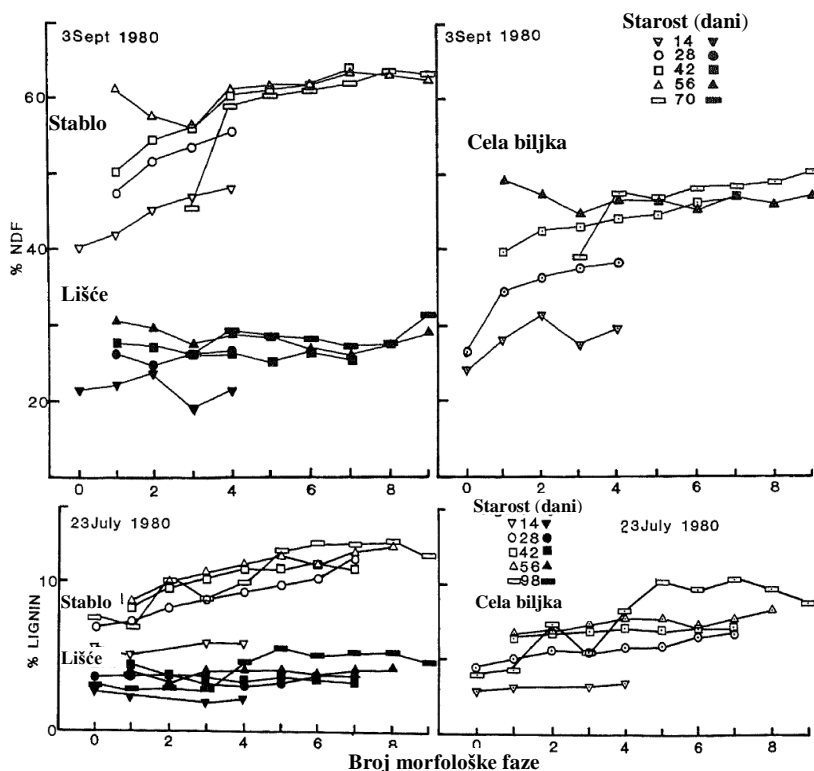 3Sept 1980
Stablo
Lišće
% NDF
60
40
20
0 2 4 6 8
3Sept 1980
Starost (dani)
14
28
42
56
70
Cela biljka
0 2 4 6 8
23July 1980
Stablo
Lišće
% LIGNIN
10
0
0 2 4 6 8
Starost (dani)
14
28
42
56
98
23July 1980
Cela biljka
0 2 4 6 8
Broj morfološke faze